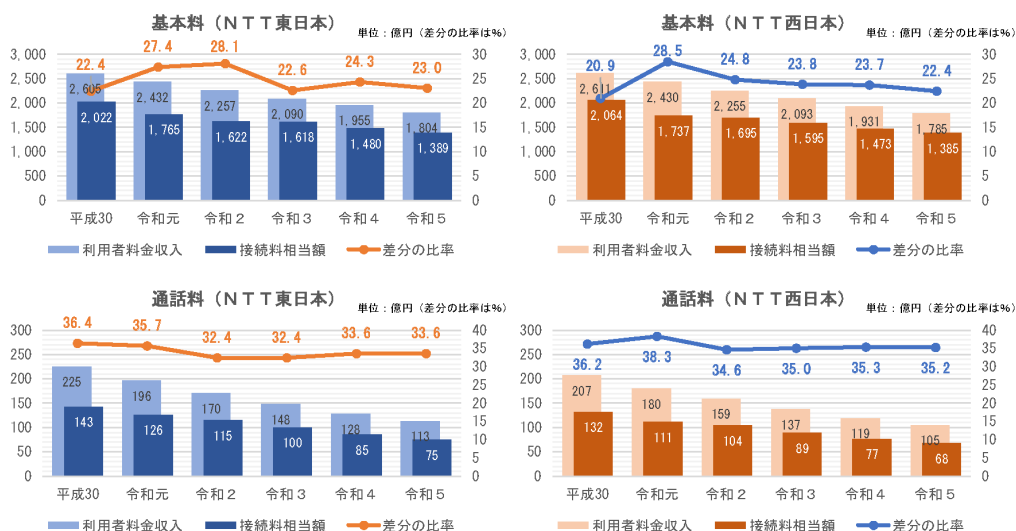 基本料（ＮＴＴ東日本）
単位：億円（差分の比率は%）
22.4 27.4 28.1 22.6 24.3 23.0
3,000 2,500 2,000 1,500 1,000 500 0
30 25 20 15 10 5 0
2,605 2,432 2,257 2,090 1,955 1,804
2,022 1,765 1,622 1,618 1,480 1,389
平成30 令和元 令和２ 令和３ 令和４ 令和５
利用者料金収入 接続料相当額 差分の比率
基本料（ＮＴＴ西日本）
単位：億円（差分の比率は%）
20.9 28.5 24.8 23.8 23.7 22.4
3,000 2,500 2,000 1,500 1,000 500 0
30 25 20 15 10 5 0
2,611 2,430 2,255 2,093 1,931 1,785
2,064 1,737 1,695 1,595 1,473 1,385
平成30 令和元 令和２ 令和３ 令和４ 令和５
利用者料金収入 接続料相当額 差分の比率
通話料（ＮＴＴ東日本）
単位：億円（差分の比率は%）
36.4 35.7 32.4 32.4 33.6 33.6
300 250 200 150 100 50 0
40 35 30 25 20 15 10 5 0
225 196 170 148 128 113
143 126 115 100 85 75
平成30 令和元 令和２ 令和３ 令和４ 令和５
利用者料金収入 接続料相当額 差分の比率
通話料（ＮＴＴ西日本）
単位：億円（差分の比率は%）
36.2 38.3 34.6 35.0 35.3 35.2
300 250 200 150 100 50 0
40 35 30 25 20 15 10 5 0
207 180 159 137 119 105
132 111 104 89 77 68
平成30 令和元 令和２ 令和３ 令和４ 令和５
利用者料金収入 接続料相当額 差分の比率